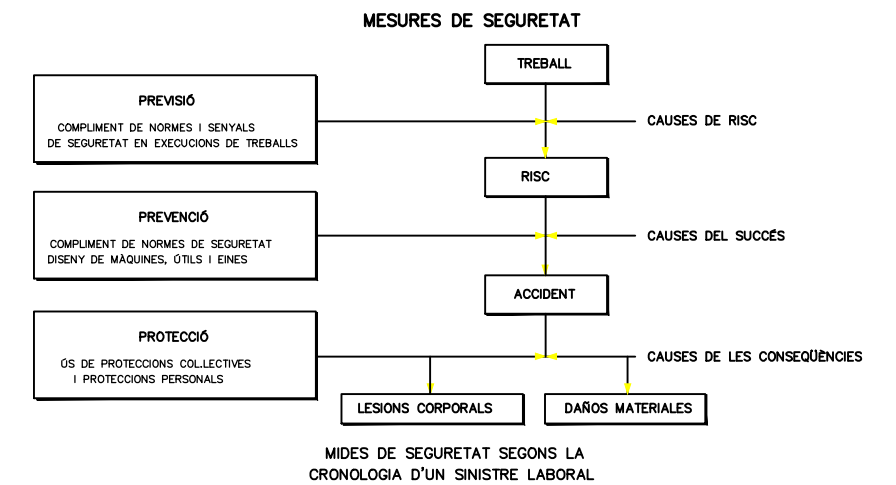 MESURES DE SEGURETAT
TREBALL
PREVISIÓ
COMPLIMENT DE NORMES I SENYALS
DE SEGURETAT EN EXECUCIONS DE TREBALLS
CAUSES DE RISC
RISC
PREVENCIÓ
COMPLIMENT DE NORMES DE SEGURETAT
DISENY DE MÀQUINES, ÚTILS I EINES
CAUSES DEL SUCCÉS
ACCIDENT
PROTECCIÓ
ÚS DE PROTECCIONS COL.LECTIVES
I PROTECCIONS PERSONALS
CAUSES DE LES CONSEQÜÈNCIES
LESIONS CORPORALS
DAÑOS MATERIALES
MIDES DE SEGURETAT SEGONS LA
CRONOLOGIA D'UN SINISTRE LABORAL